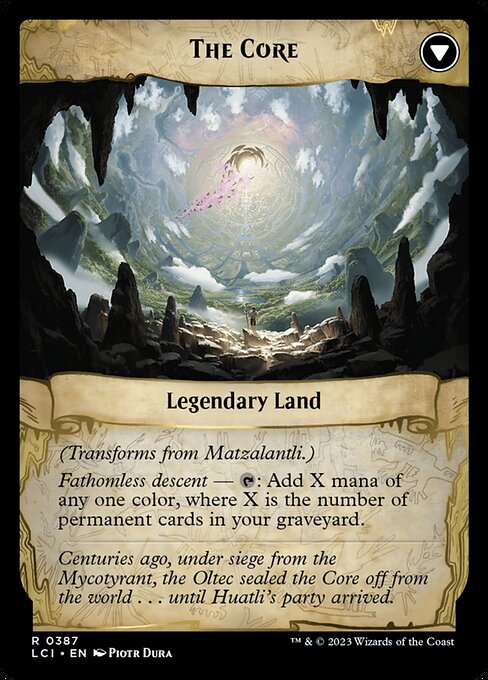 The Core
Legendary Land
(Transforms from Matzalantli.)
Fathomless descent — : Add X mana of
any one color, where X is the number of
permanent cards in your graveyard.
Centuries ago, under siege from the
Mycotyrant, the Oltec sealed the Core off from
the world . . . until Huatli's party arrived.
R 0387
LCI • EN Piotr Dura
™ & © 2023 Wizards of the Coast